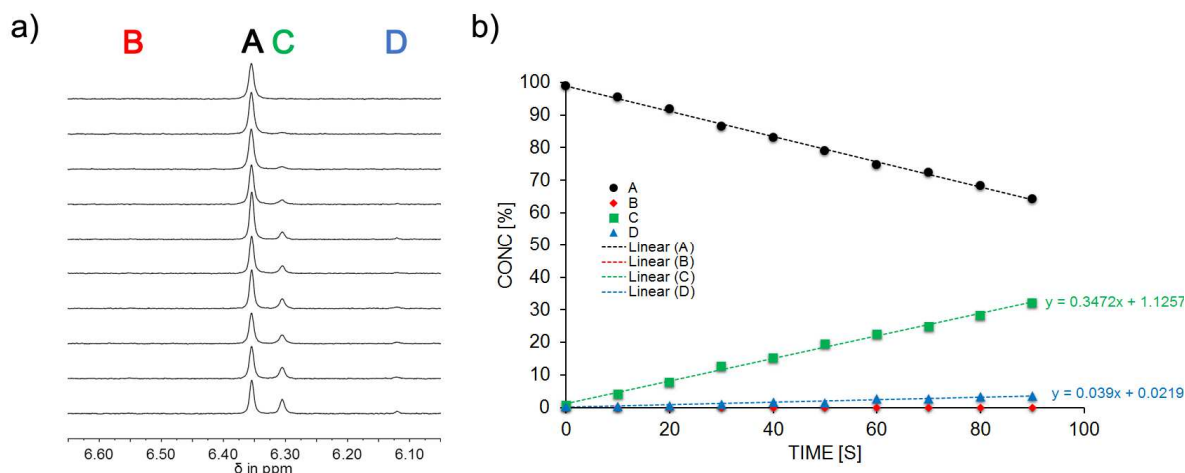 a)
B A C D
6.60 6.50 6.40 6.30 6.20 6.10
δ in ppm
b)
CONC [%]
100
90
80
70
60
50
40
30
20
10
0
A
B
C
D
Linear (A)
Linear (B)
Linear (C)
Linear (D)
y = 0.3472x + 1.1257
y = 0.039x + 0.0219
0 20 40 60 80 100
TIME [S]